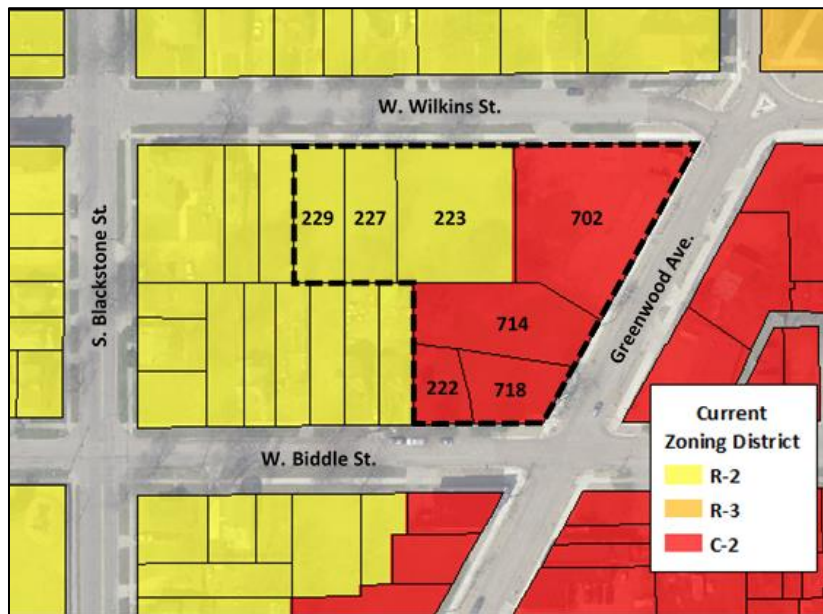 W. Wilkins St.
229
227
223
702
S. Blackstone St.
Greenwood Ave.
714
222
718
W. Biddle St.
Current
Zoning District
R-2
R-3
C-2